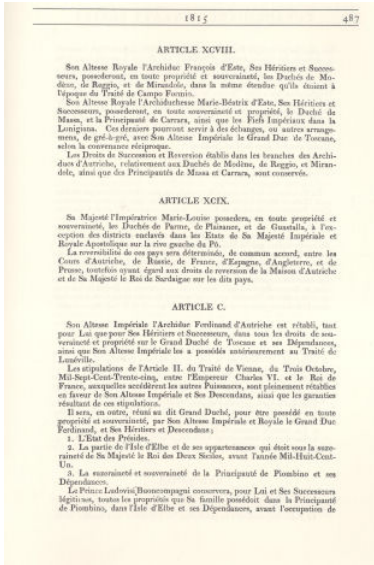 1815 487
ARTICLE XCVIII.
Son Altesse Royale l'Archiduc François d'Este, Ses Héritiers et Succes-
seurs, possederont, en toute propriété et souveraineté, les Duchés de Mo-
dène, de Reggio, et de Mirandole, dans la même étendue qu'ils étaient à
l'époque du Traité de Campo Formio.
Son Altesse Royale l'Archiduchesse Marie-Béatrix d'Este, Ses Héritiers et
Successeurs, posséderont, en toute souveraineté et propriété, le Duché de
Massa, et la Principauté de Carrara, ainsi que les Fiefs Impériaux dans la
Lunigiana. Ces derniers pourront servir à des échanges, ou autres arrange-
mens, de gré-à-gré, avec Son Altesse Impériale le Grand Duc de Toscane,
selon la convenance réciproque.
Les Droits de Succession et Reversion établis dans les branches des Archi-
ducs d'Autriche, relativement aux Duchés de Modène, de Reggio, et Miran-
dole, ainsi que des Principautés de Massa et Carrara, sont conservés.
ARTICLE XCIX.
Sa Majesté l'Impératrice Marie-Louise possedera, en toute propriété et
souveraineté, les Duchés de Parme, de Plaisance, et de Guastalla, à l'ex-
ception des districts enclavés dans les Etats de Sa Majesté Impériale et
Royale Apostolique sur la rive gauche du Pô.
La reversibilité de ces pays sera déterminée, de commun accord, entre les
Cours d'Autriche, de Russie, de France, d'Espagne, d'Angleterre, et de
Prusse, toutefois ayant égard aux droits de reversion de la Maison d'Autriche
et de Sa Majesté le Roi de Sardaigne sur les dits pays.
ARTICLE C.
Son Altesse Impériale l'Archiduc Ferdinand d'Autriche est rétabli, tant
pour Lui que pour Ses Héritiers et Successeurs, dans tous les droits de sou-
veraineté et propriété sur le Grand Duché de Toscane et ses Dépendances,
ainsi que Son Altesse Impériale les a possédés antérieurement au Traité de
Lunéville.
Les stipulations de l'Article II. du Traité de Vienne, du Trois Octobre,
Mil-Sept-Cent-Trente-cinq, entre l'Empereur Charles VI. et le Roi de
France, auxquelles accédèrent les autres Puissances, sont pleinement rétablies
en faveur de Son Altesse Impériale et Ses Descendans, ainsi que les garanties
résultant de ces stipulations.
Il sera, en outre, réuni au dit Grand Duché, pour être possédé en toute
propriété et souveraineté, par Son Altesse Impériale et Royale le Grand Duc
Ferdinand, et Ses Héritiers et Descendans;
1. L'Etat des Présides.
2. La partie de l'Isle d'Elbe et de ses appartenances qui était sous la suze-
raineté de Sa Majesté le Roi des Deux Siciles, avant l'année Mil-Huit-Cent-
Un.
3. La suzeraineté et souveraineté de la Principauté de Piombino et ses
Dépendances.
Le Prince Ludovisi Buoncompagni conservera, pour Lui et Ses Successeurs
légitimes, toutes les propriétés que Sa famille possédoit dans la Principauté
de Piombino, dans l'Isle d'Elbe et ses Dépendances, avant l'occupation de